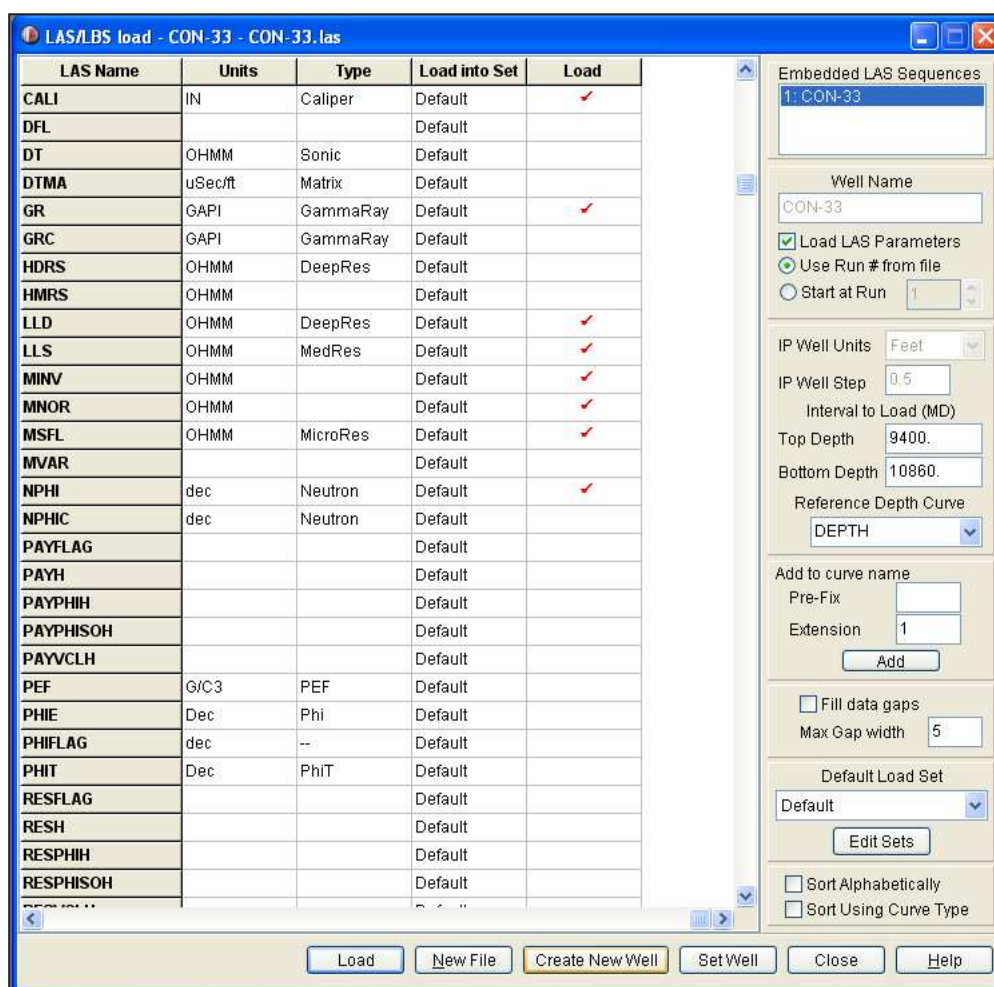 LAS/LBS load - CON-33 - CON-33.las
LAS Name Units Type Load into Set Load
CALI IN Caliper Default ✓
DFL Default
DT OHMM Sonic Default
DTMA uSec/ft Matrix Default
GR GAPI GammaRay Default ✓
GRC GAPI GammaRay Default
HDRS OHMM DeepRes Default
HMRS OHMM Default
LLD OHMM DeepRes Default ✓
LLS OHMM MedRes Default ✓
MINV OHMM Default ✓
MNOR OHMM Default ✓
MSFL OHMM MicroRes Default ✓
MVAR Default
NPHI dec Neutron Default ✓
NPHIC dec Neutron Default
PAYFLAG Default
PAYH Default
PAYPHIH Default
PAYPHISOH Default
PAYVCLH Default
PEF G/C3 PEF Default
PHIE Dec Phi Default
PHIFLAG dec -- Default
PHIT Dec PhiT Default
RESFLAG Default
RESH Default
RESPHIH Default
RESPHISOH Default
Embedded LAS Sequences
1: CON-33
Well Name
CON-33
Load LAS Parameters
Use Run # from file
Start at Run 1
IP Well Units Feet
IP Well Step 0.5
Interval to Load (MD)
Top Depth 9400.
Bottom Depth 10860.
Reference Depth Curve
DEPTH
Add to curve name
Pre-Fix
Extension 1
Add
Fill data gaps
Max Gap width 5
Default Load Set
Default
Edit Sets
Sort Alphabetically
Sort Using Curve Type
Load New File Create New Well Set Well Close Help